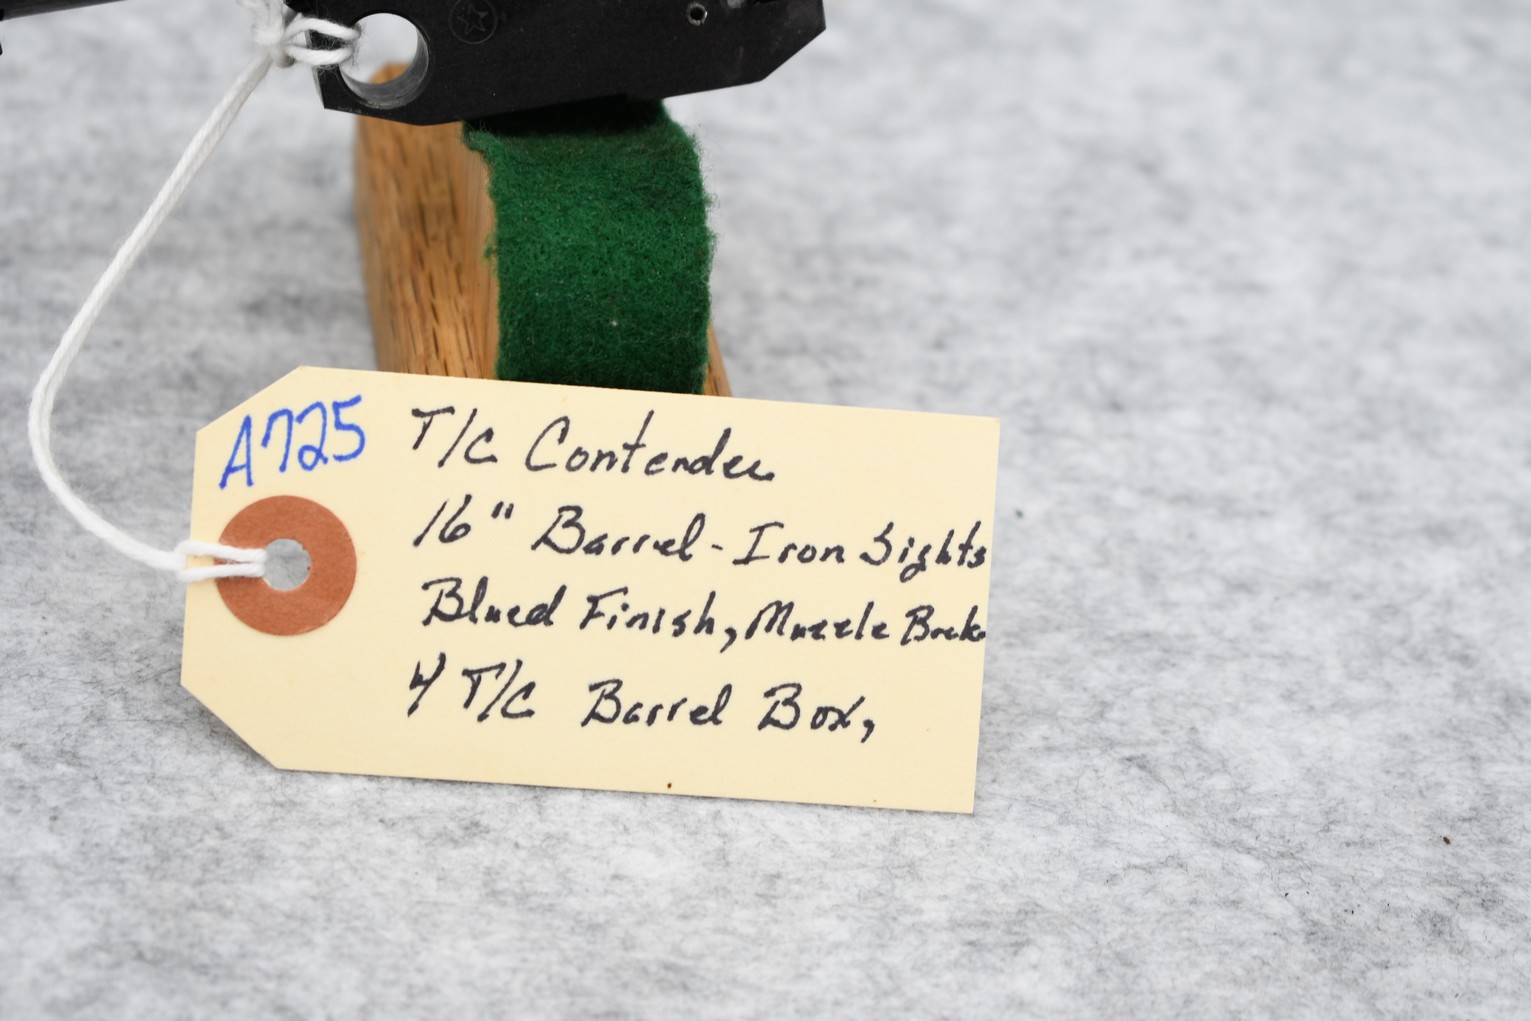 A725
T/C Contender
16" Barrel - Iron Sights
Blued Finish, Muzzle Brake
4 T/C Barrel Box,